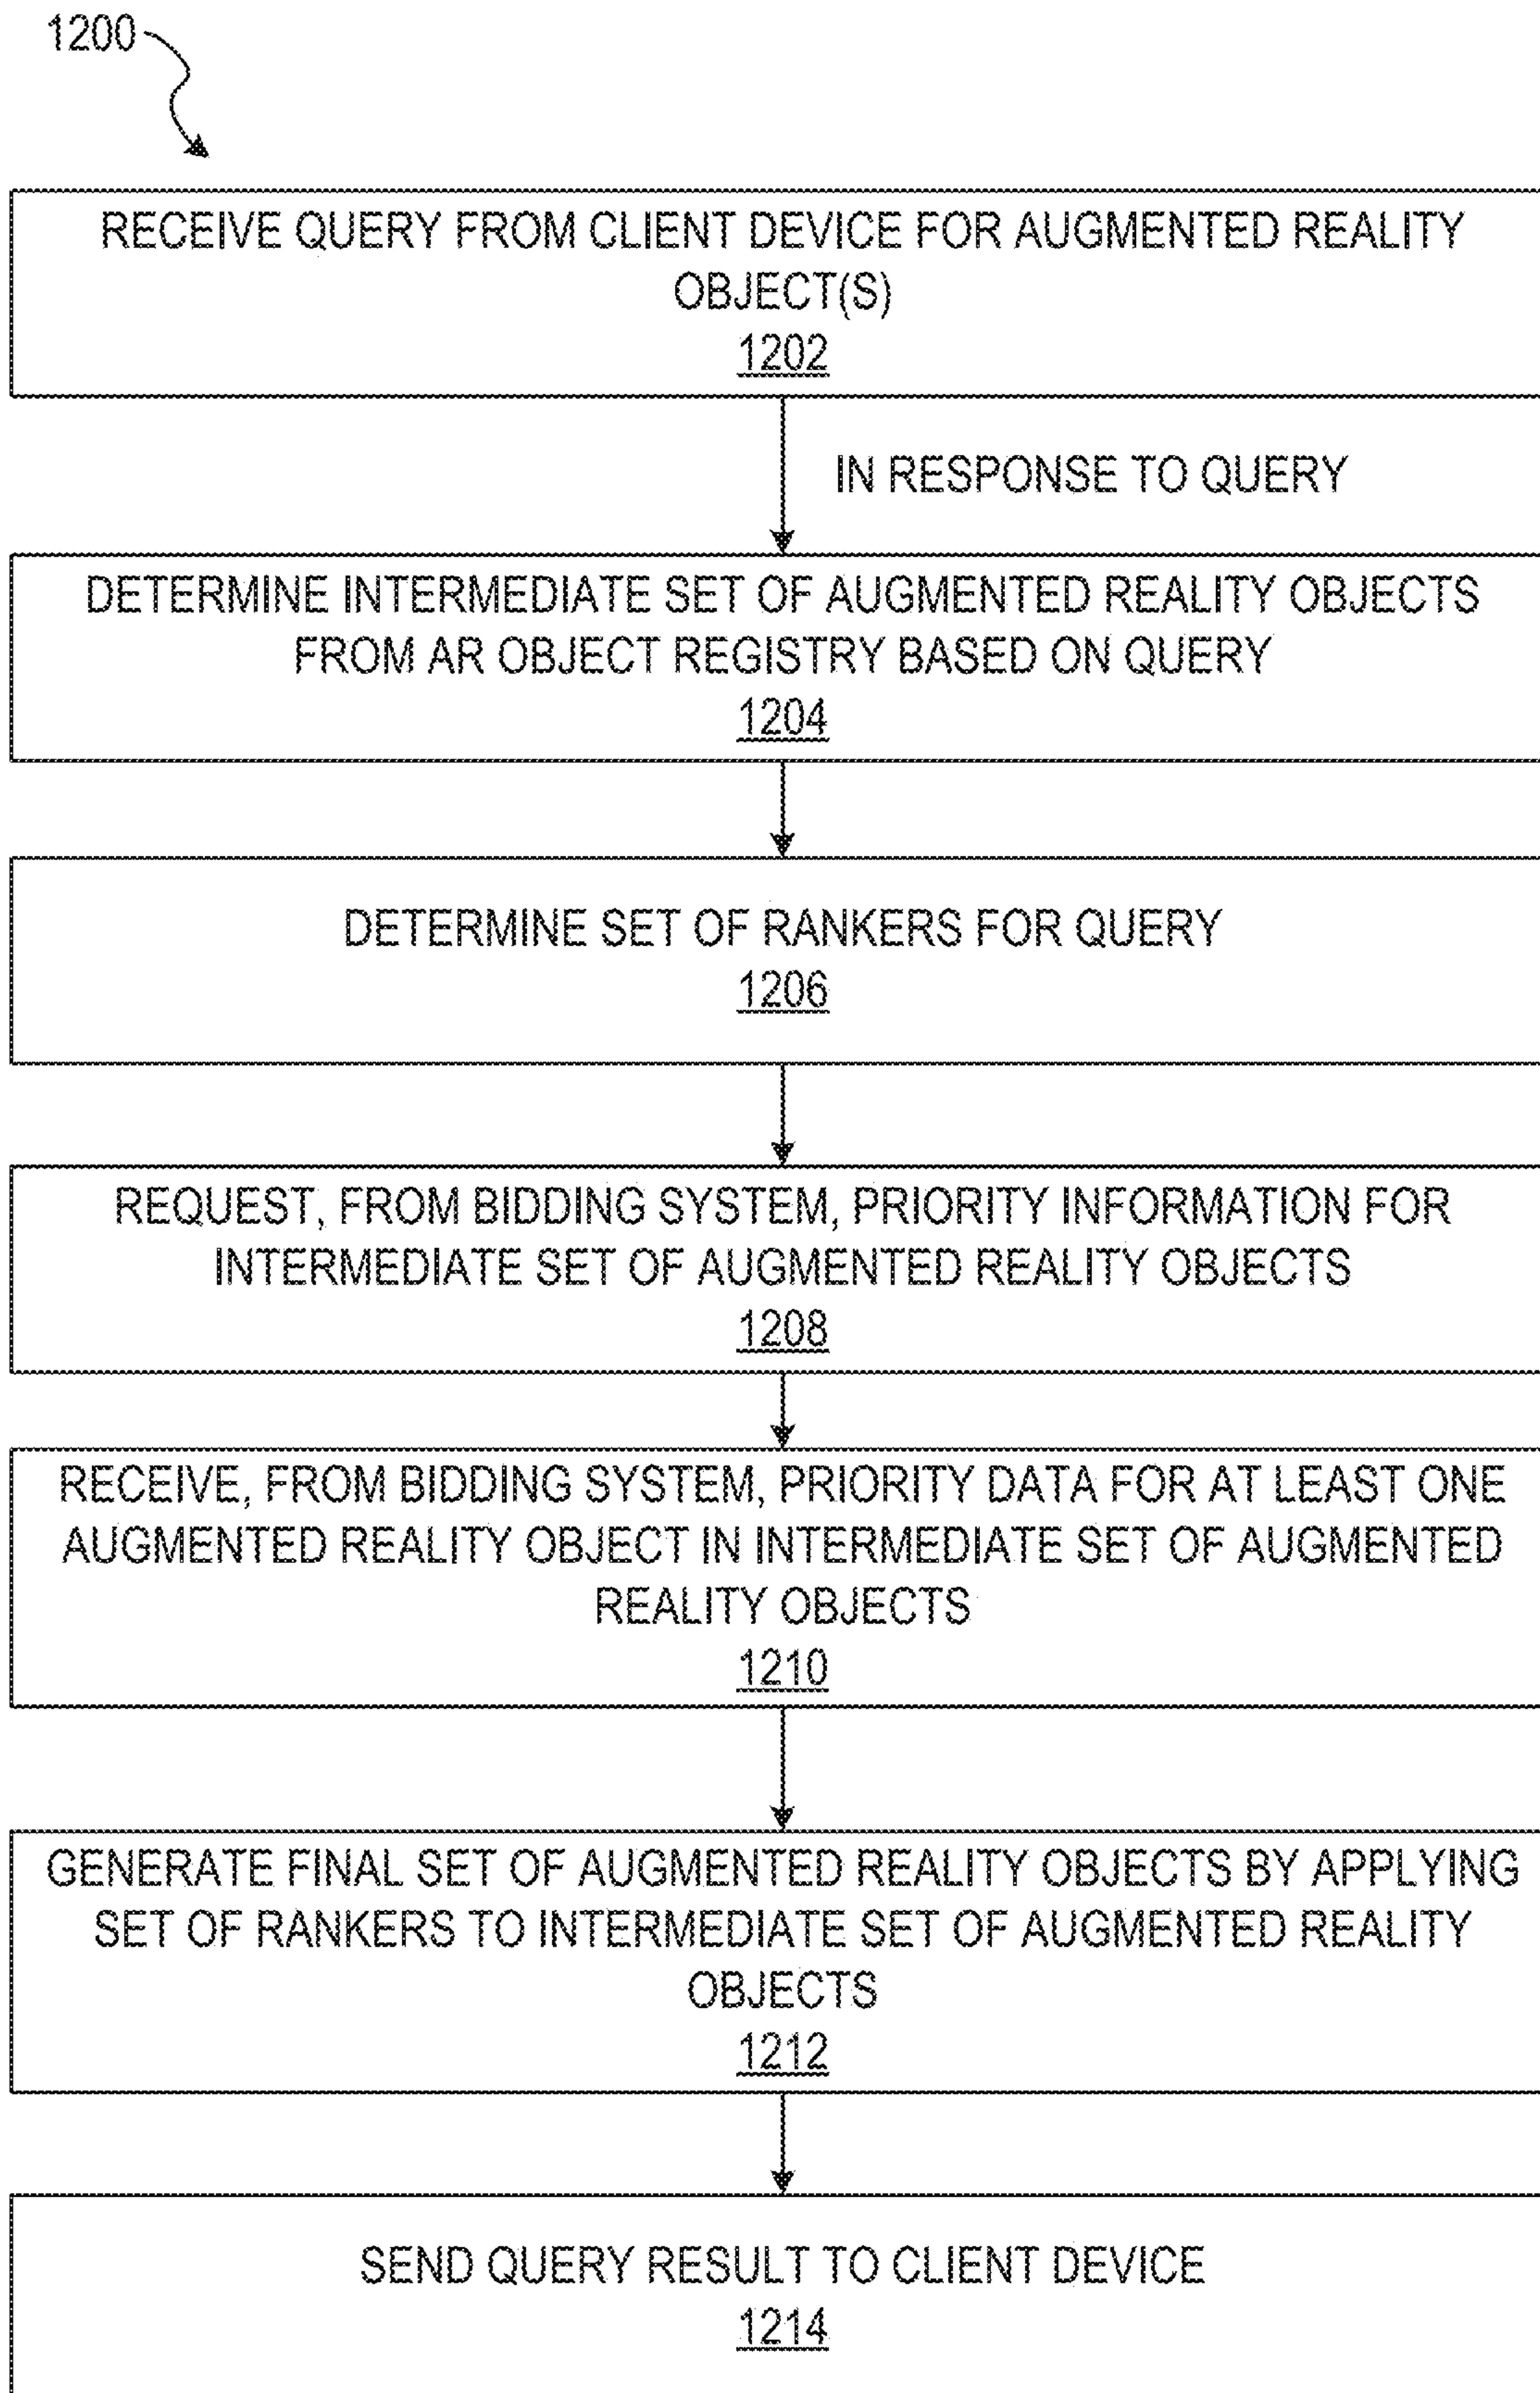 1200
RECEIVE QUERY FROM CLIENT DEVICE FOR AUGMENTED REALITY
OBJECT(S)
1202
IN RESPONSE TO QUERY
DETERMINE INTERMEDIATE SET OF AUGMENTED REALITY OBJECTS
FROM AR OBJECT REGISTRY BASED ON QUERY
1204
DETERMINE SET OF RANKERS FOR QUERY
1206
REQUEST, FROM BIDDING SYSTEM, PRIORITY INFORMATION FOR
INTERMEDIATE SET OF AUGMENTED REALITY OBJECTS
1208
RECEIVE, FROM BIDDING SYSTEM, PRIORITY DATA FOR AT LEAST ONE
AUGMENTED REALITY OBJECT IN INTERMEDIATE SET OF AUGMENTED
REALITY OBJECTS
1210
GENERATE FINAL SET OF AUGMENTED REALITY OBJECTS BY APPLYING
SET OF RANKERS TO INTERMEDIATE SET OF AUGMENTED REALITY
OBJECTS
1212
SEND QUERY RESULT TO CLIENT DEVICE
1214